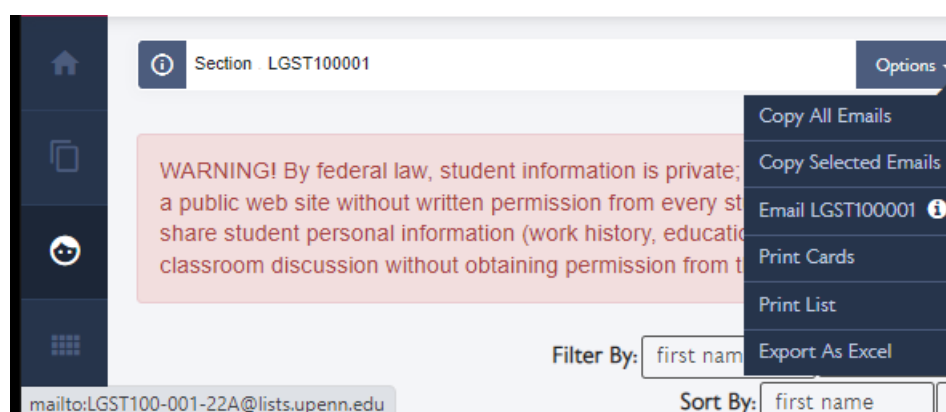 Section LGST100001
Options
Copy All Emails
Copy Selected Emails
Email LGST100001
Print Cards
Print List
Export As Excel
WARNING! By federal law, student information is private;
a public web site without written permission from every
share student personal information (work history,
classroom discussion without obtaining permission from
Filter By: first
Sort By: first name
mailto:LGST100-001-22A@lists.upenn.edu